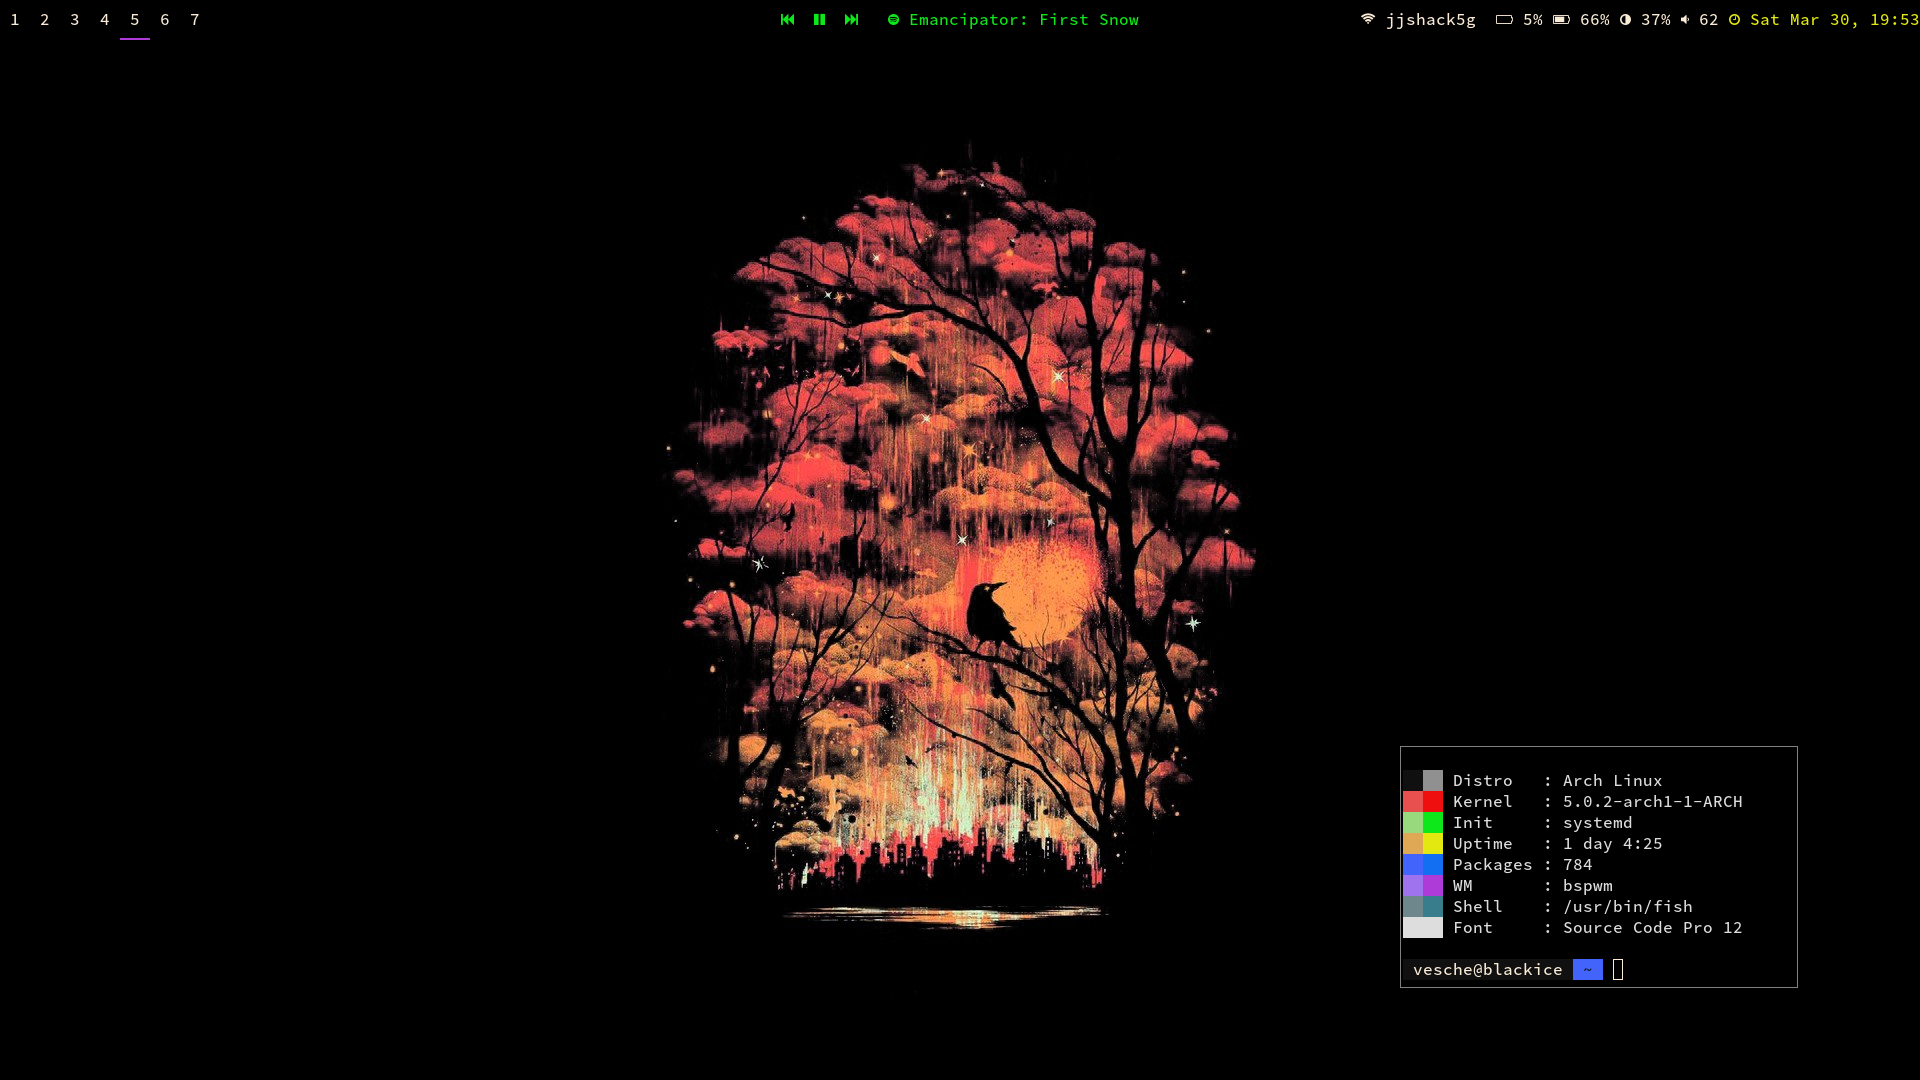 1 2 3 4 5 6 7 Emancipator: First Snow jjshack5g 5% 66% 37% 62 Sat Mar 30, 19:53
Distro : Arch Linux
Kernel : 5.0.2-arch1-1-ARCH
Init : systemd
Uptime : 1 day 4:25
Packages : 784
WM : bspwm
Shell : /usr/bin/fish
Font : Source Code Pro 12
vesche@blackice ~